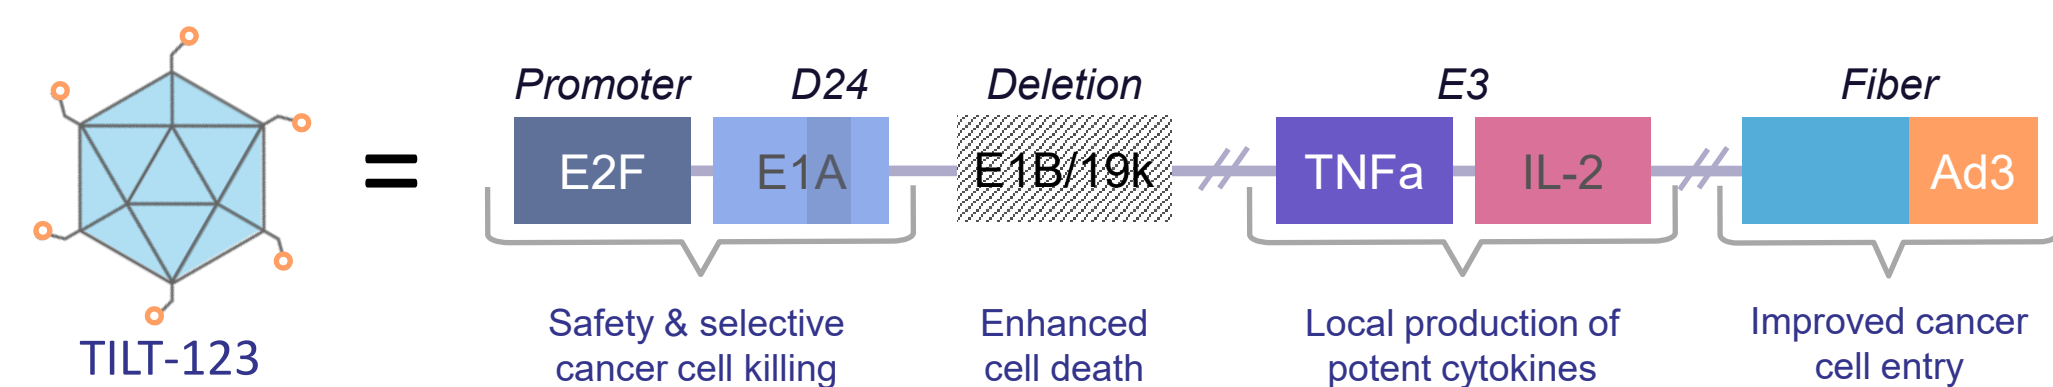 Promoter D24 Deletion E3 Fiber
E2F E1A E1B/19k TNFa IL-2 Ad3
=
Safety & selective
cancer cell killing
Enhanced
cell death
Local production of
potent cytokines
Improved cancer
cell entry
TILT-123